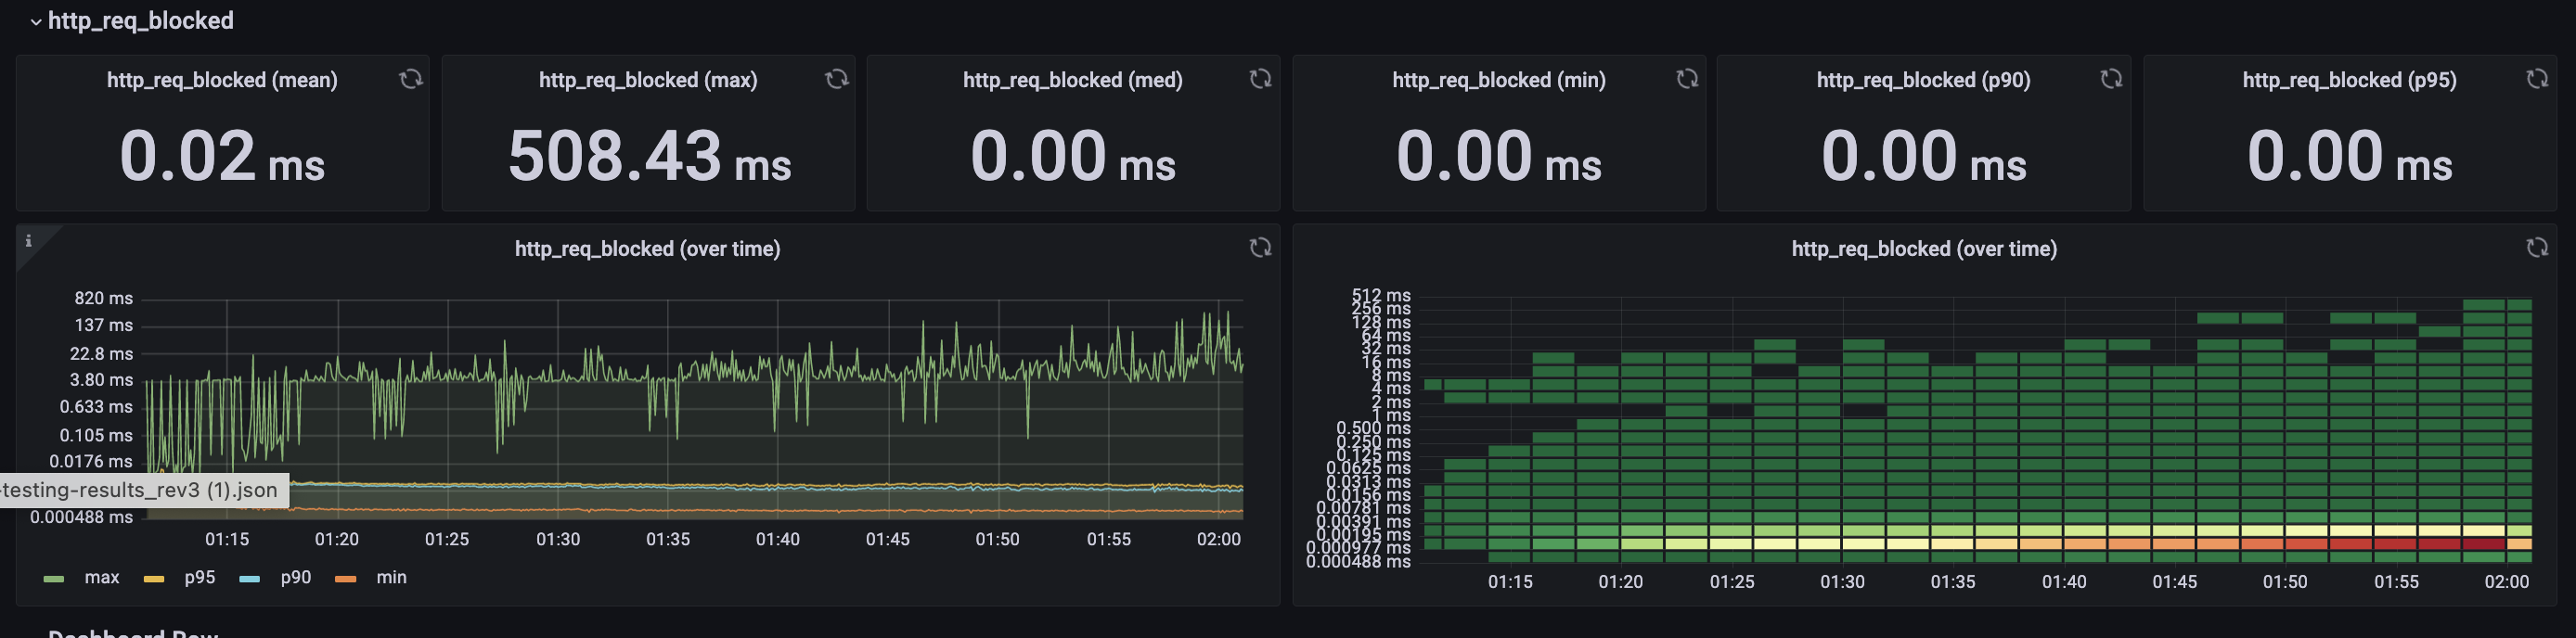 http_req_blocked
http_req_blocked (mean)
0.02 ms
http_req_blocked (max)
508.43 ms
http_req_blocked (med)
0.00 ms
http_req_blocked (min)
0.00 ms
http_req_blocked (p90)
0.00 ms
http_req_blocked (p95)
0.00 ms
i
http_req_blocked (over time)
820 ms
137 ms
22.8 ms
3.80 ms
0.633 ms
0.105 ms
0.0176 ms
-testing-results_rev3 (1).json
0.000488 ms
01:15 01:20 01:25 01:30 01:35 01:40 01:45 01:50 01:55 02:00
max p95 p90 min
http_req_blocked (over time)
512 ms
256 ms
128 ms
64 ms
32 ms
16 ms
8 ms
4 ms
2 ms
1 ms
0.500 ms
0.250 ms
0.125 ms
0.0625 ms
0.0313 ms
0.0156 ms
0.00781 ms
0.00391 ms
0.00195 ms
0.000977 ms
0.000488 ms
01:15 01:20 01:25 01:30 01:35 01:40 01:45 01:50 01:55 02:00
Dashboard Row